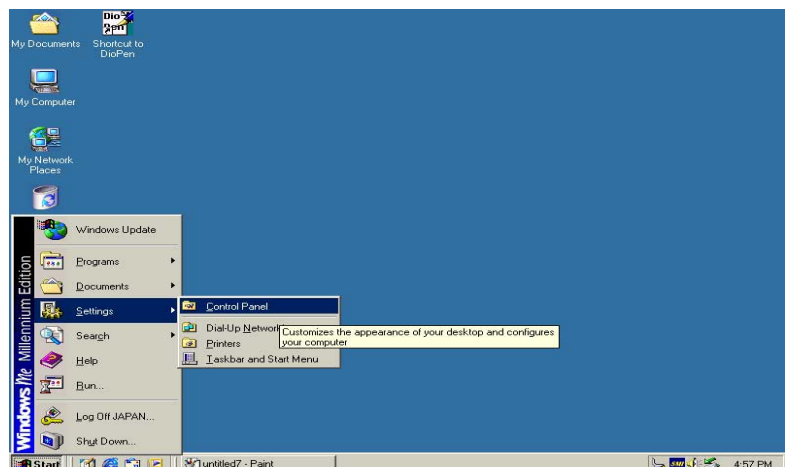 Dio
Pen
My Documents
Shortcut to
DioPen
My Computer
My Network
Places
Windows Me Millennium Edition
Windows Update
Programs
Documents
Settings
Search
Help
Run...
Log Off JAPAN...
Shut Down...
Control Panel
Dial-Up Network
Printers
Taskbar and Start Menu
Customizes the appearance of your desktop and configures
your computer
Start
untitled7 - Paint
4:57 PM